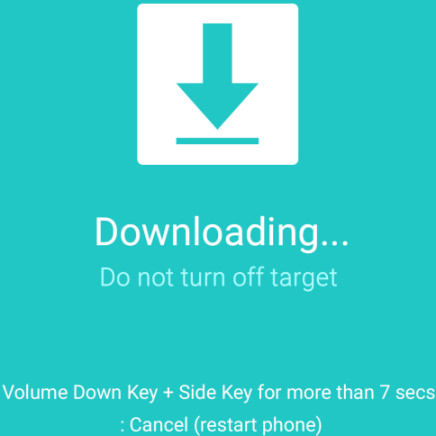 Downloading...
Do not turn off target
Volume Down Key + Side Key for more than 7 secs
: Cancel (restart phone)